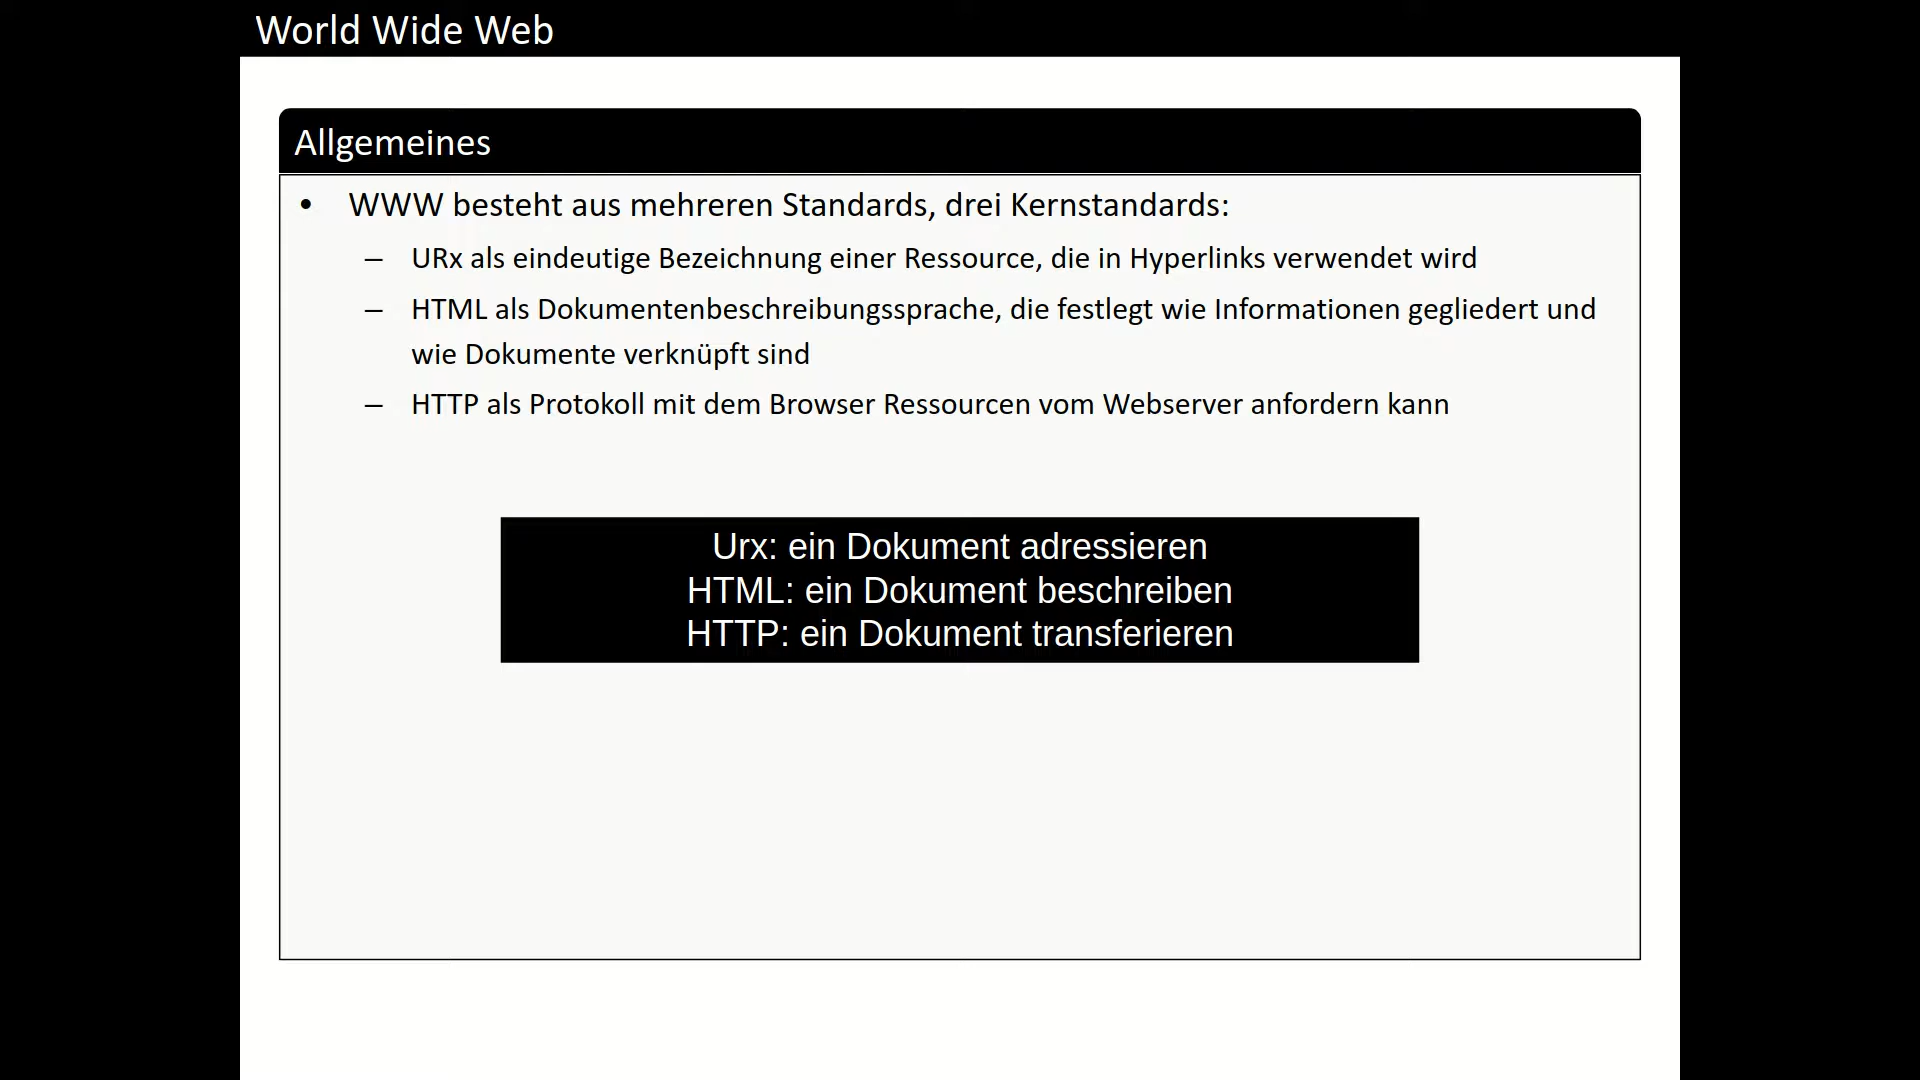 World Wide Web
Allgemeines
• WWW besteht aus mehreren Standards, drei Kernstandards:
– URx als eindeutige Bezeichnung einer Ressource, die in Hyperlinks verwendet wird
– HTML als Dokumentenbeschreibungssprache, die festlegt wie Informationen gegliedert und
wie Dokumente verknüpft sind
– HTTP als Protokoll mit dem Browser Ressourcen vom Webserver anfordern kann
Urx: ein Dokument adressieren
HTML: ein Dokument beschreiben
HTTP: ein Dokument transferieren